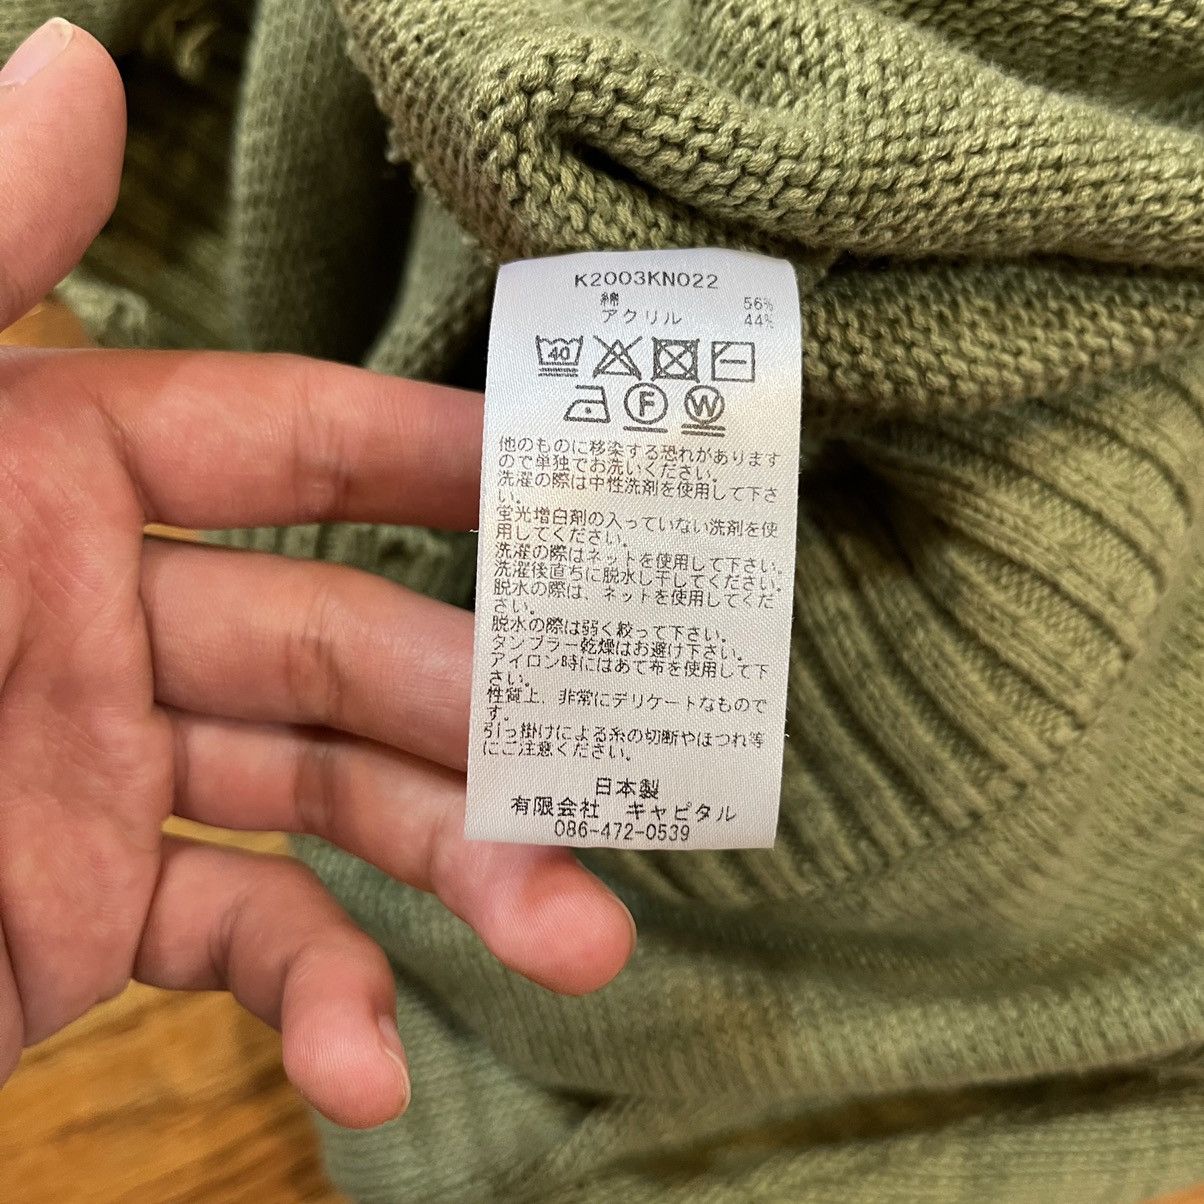 K2003KN022
綿 56%
アクリル 44%
40
F W
他のものに移染する恐れがあります
ので単独でお洗いください。
洗濯の際は中性洗剤を使用して下さ
い。
蛍光増白剤の入っていない洗剤を使
用してください。
洗濯の際はネットを使用して下さい。
洗濯後直ちに脱水し干してください。
脱水の際は、ネットを使用してくだ
さい。
脱水の際は弱く絞って下さい。
タンブラー乾燥はお避け下さい。
アイロン時にはあて布を使用して下
さい。
性質上、非常にデリケートなもので
す。
引っ掛けによる糸の切断やほつれ等
にご注意ください。
日本製
有限会社 キャピタル
086-472-0539